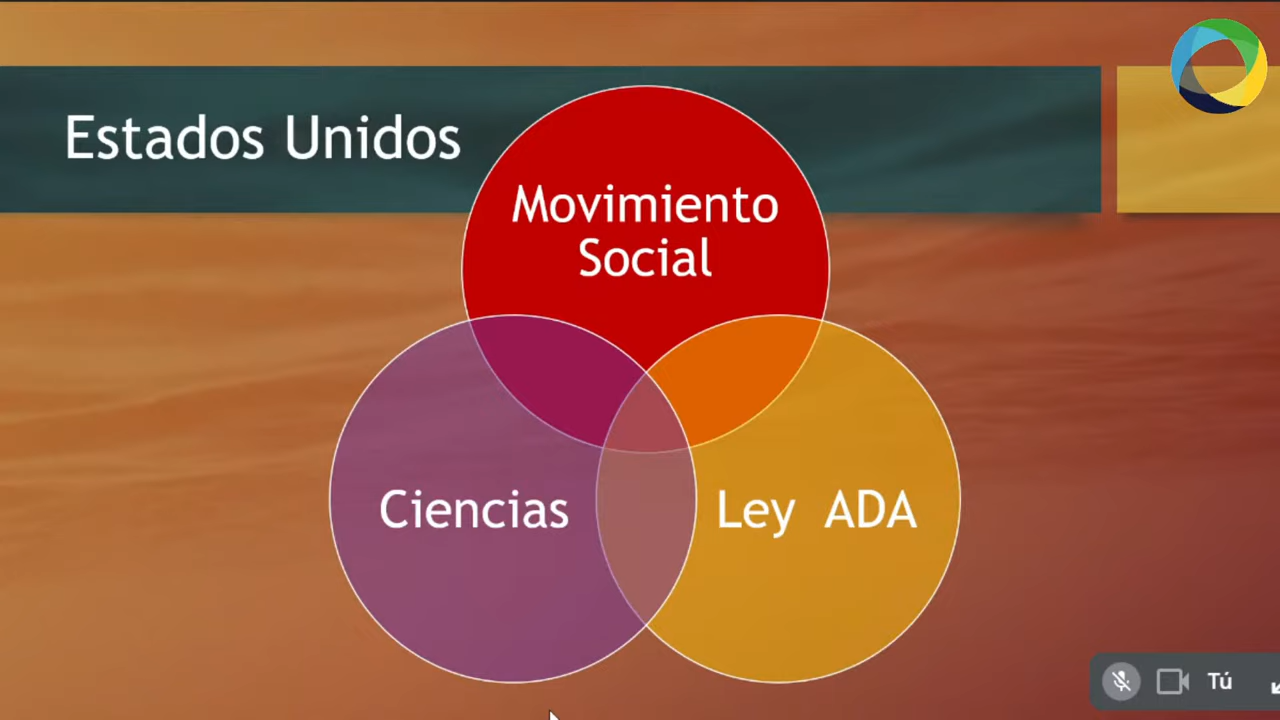 Estados Unidos
Movimiento
Social
Ciencias
Ley ADA
Tú